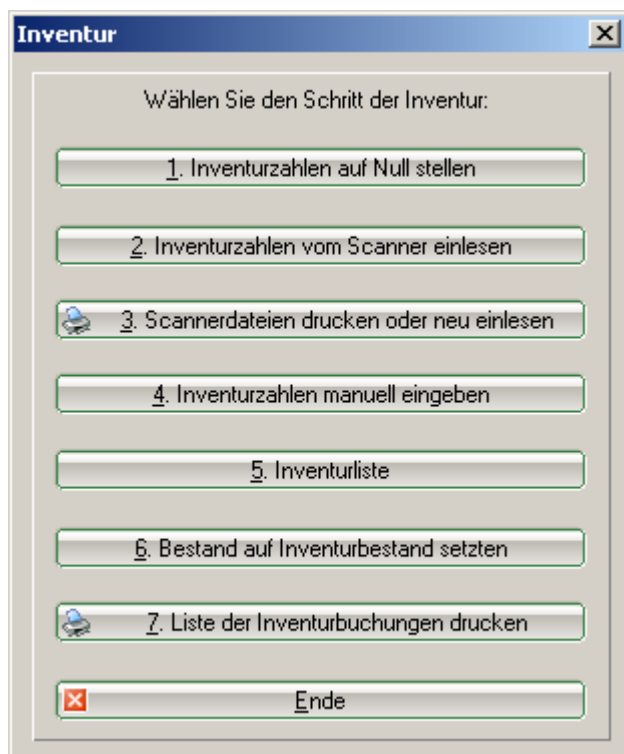 Inventur
Wählen Sie den Schritt der Inventur:
1. Inventurzahlen auf Null stellen
2. Inventurzahlen vom Scanner einlesen
3. Scannerdateien drucken oder neu einlesen
4. Inventurzahlen manuell eingeben
5. Inventurliste
6. Bestand auf Inventurbestand setzten
7. Liste der Inventurbuchungen drucken
Ende